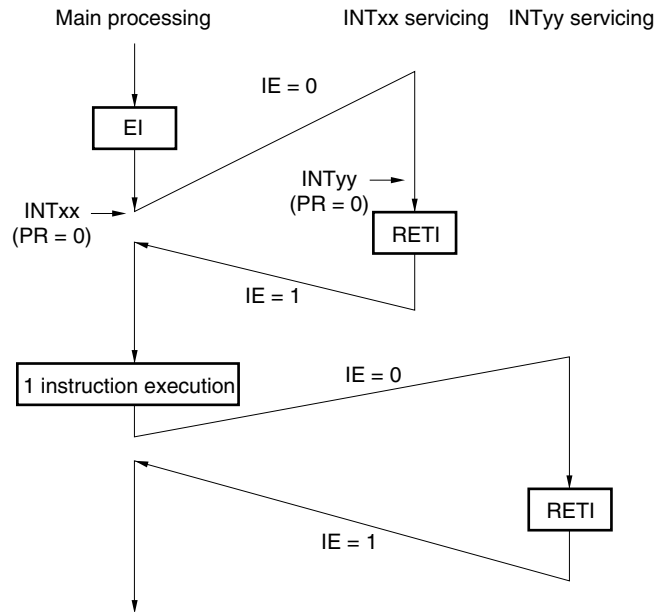 Main processing
INTxx servicing
INTyy servicing
IE = 0
EI
INTyy
(PR = 0)
INTxx
(PR = 0)
RETI
IE = 1
1 instruction execution
IE = 0
RETI
IE = 1